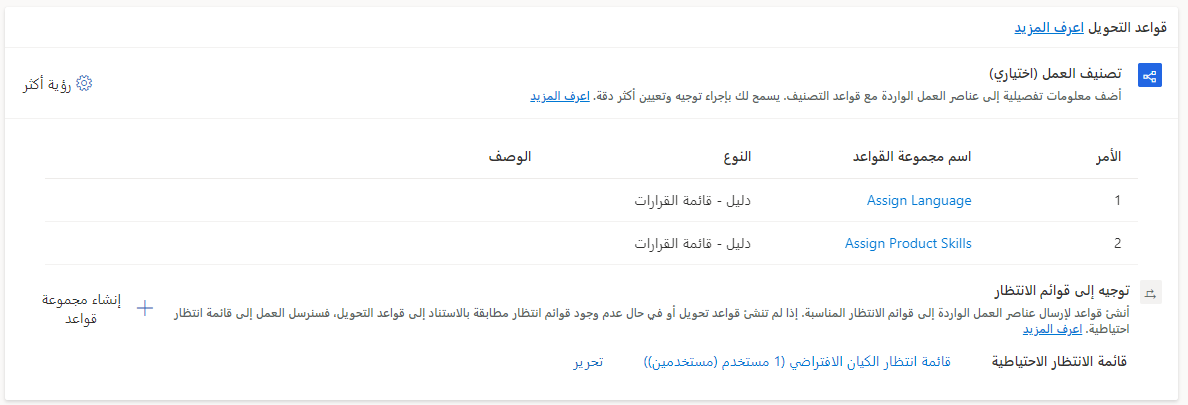 قواعد التحويل اعرف المزيد
تصنيف العمل (اختياري)
أضف معلومات تفصيلية إلى عناصر العمل الواردة مع قواعد التصنيف. يسمح لك بإجراء توجيه وتعيين أكثر دقة. اعرف المزيد
رؤية أكثر
الأمر اسم مجموعة القواعد النوع الوصف
1 Assign Language دليل - قائمة القرارات
2 Assign Product Skills دليل - قائمة القرارات
توجيه إلى قوائم الانتظار
أنشئ قواعد لإرسال عناصر العمل الواردة إلى قوائم الانتظار المناسبة. إذا لم تنشئ قواعد تحويل أو في حال عدم وجود قوائم انتظار مطابقة بالاستناد إلى قواعد التحويل، فسنرسل العمل إلى قائمة انتظار
احتياطية. اعرف المزيد
إنشاء مجموعة
قواعد
قائمة الانتظار الاحتياطية قائمة انتظار الكيان الافتراضي (1 مستخدم (مستخدمين)) تحرير